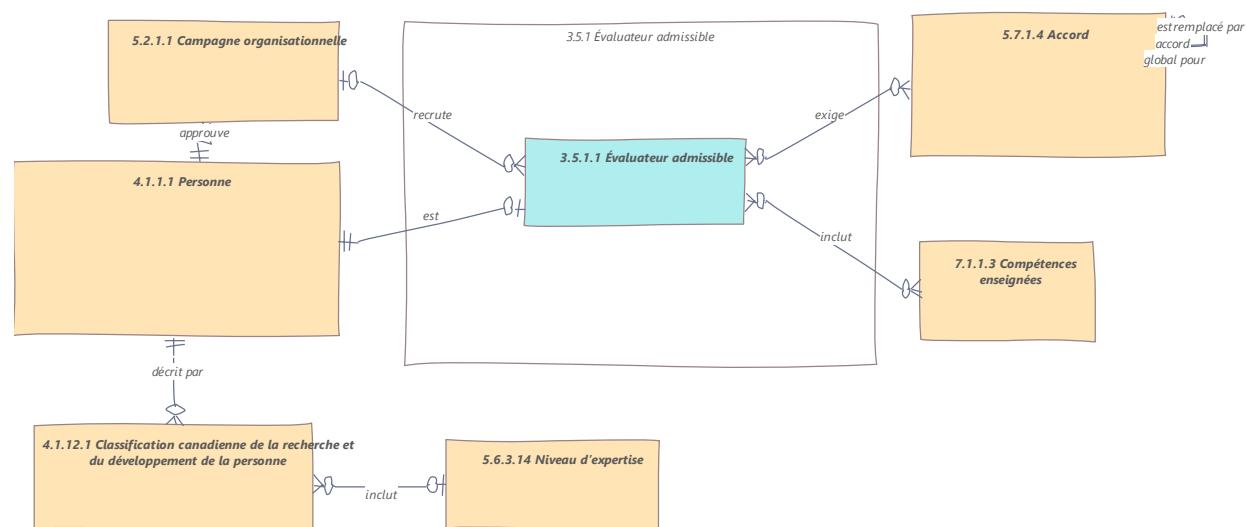 5.2.1.1 Campagne organisationnelle
3.5.1 Évaluateur admissible
5.7.1.4 Accord
est remplacé par
accord
global pour
recrute
exige
approuve
3.5.1.1 Évaluateur admissible
4.1.1.1 Personne
est
inclut
7.1.1.3 Compétences
enseignées
décrit par
4.1.12.1 Classification canadienne de la recherche et
du développement de la personne
5.6.3.14 Niveau d'expertise
inclut